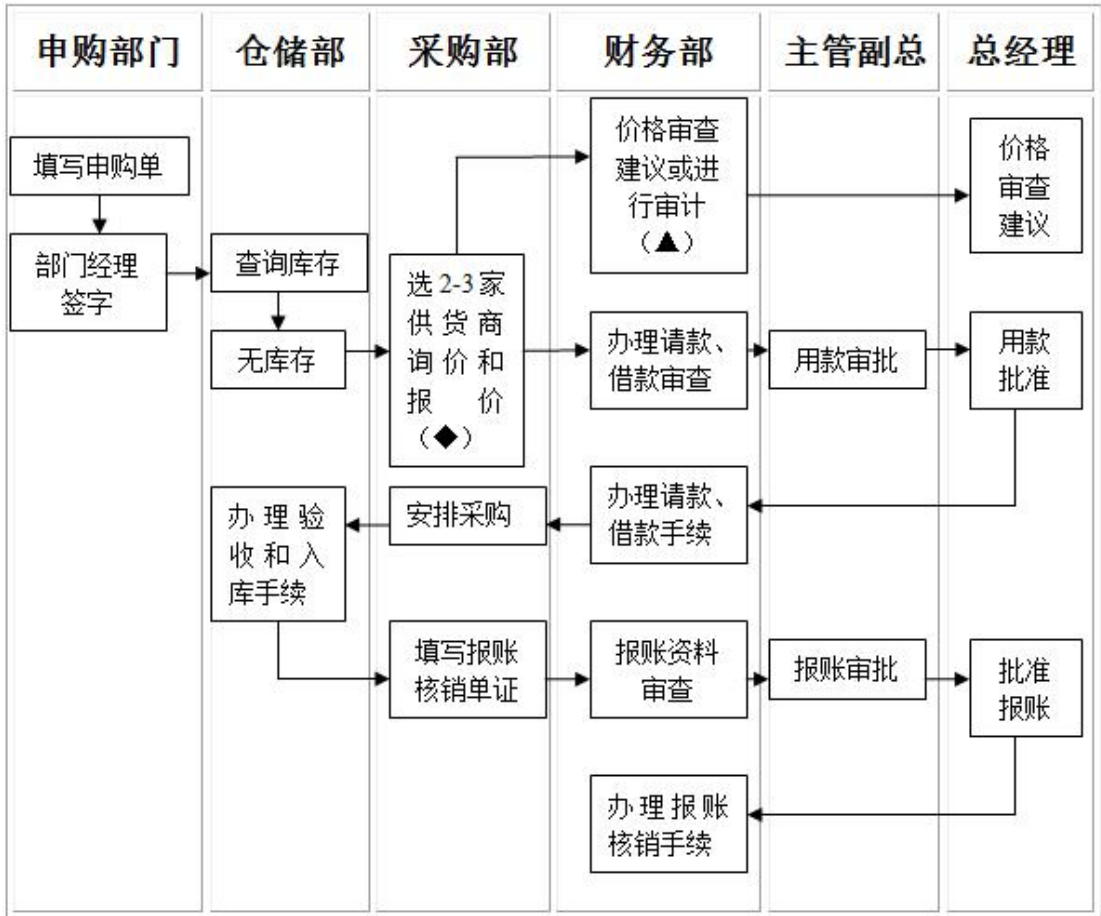 申购部门
仓储部
采购部
财务部
主管副总
总经理
填写申购单
部门经理
签字
查询库存
无库存
选2-3家
供货商
询价和
报价
（◆）
价格审查
建议或进
行审计
（▲）
价格
审查
建议
办理请款、
借款审查
用款审批
用款
批准
办理请款、
借款手续
安排采购
办理验
收和入
库手续
填写报账
核销单证
报账资料
审查
报账审批
批准
报账
办理报账
核销手续